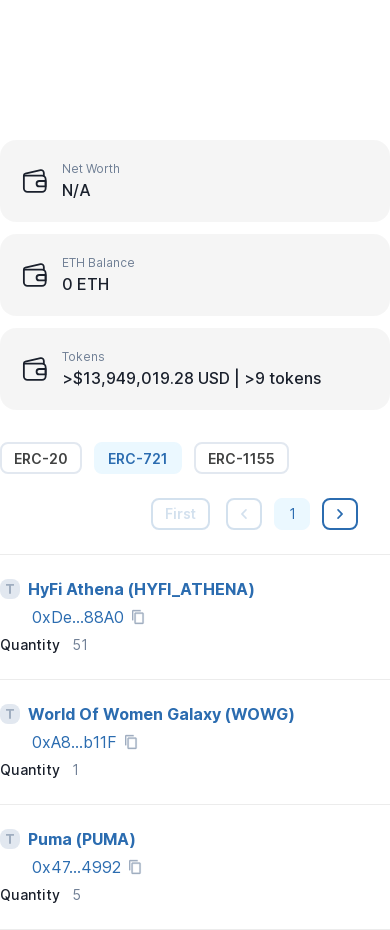 Net Worth
N/A
ETH Balance
0 ETH
Tokens
>$13,949,019.28 USD | >9 tokens
ERC-20 ERC-721 ERC-1155
First 1
T HyFi Athena (HYFI_ATHENA)
0xDe...88A0
Quantity 51
T World Of Women Galaxy (WOWG)
0xA8...b11F
Quantity 1
T Puma (PUMA)
0x47...4992
Quantity 5